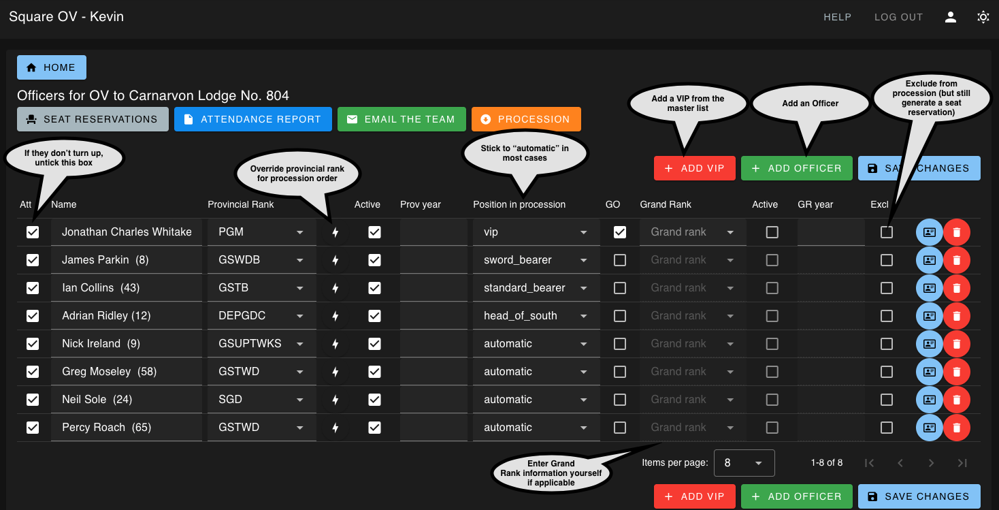 Square OV - Kevin
HELP
LOG OUT
HOME
Officers for OV to Carnarvon Lodge No. 804
SEAT RESERVATIONS
ATTENDANCE REPORT
EMAIL THE TEAM
PROCESSION
Add a VIP from the
master list
Add an Officer
Exclude from
procession (but still
generate a seat
reservation)
If they don't turn up,
untick this box
Override provincial rank
for procession order
Stick to “automatic” in
most cases
ADD VIP
ADD OFFICER
SAVE CHANGES
Att Name Provincial Rank Active Prov year Position in procession GO Grand Rank Active GR year Excl
Jonathan Charles Whitake PGM vip Grand rank
James Parkin (8) GSWDB sword_bearer Grand rank
Ian Collins (43) GSTB standard_bearer Grand rank
Adrian Ridley (12) DEPGDC head_of_south Grand rank
Nick Ireland (9) GSUPTWKS automatic Grand rank
Greg Moseley (58) GSTWD automatic Grand rank
Neil Sole (24) SGD automatic Grand rank
Percy Roach (65) GSTWD automatic Grand rank
Enter Grand
Rank information yourself
if applicable
Items per page: 8 1-8 of 8
ADD VIP
ADD OFFICER
SAVE CHANGES